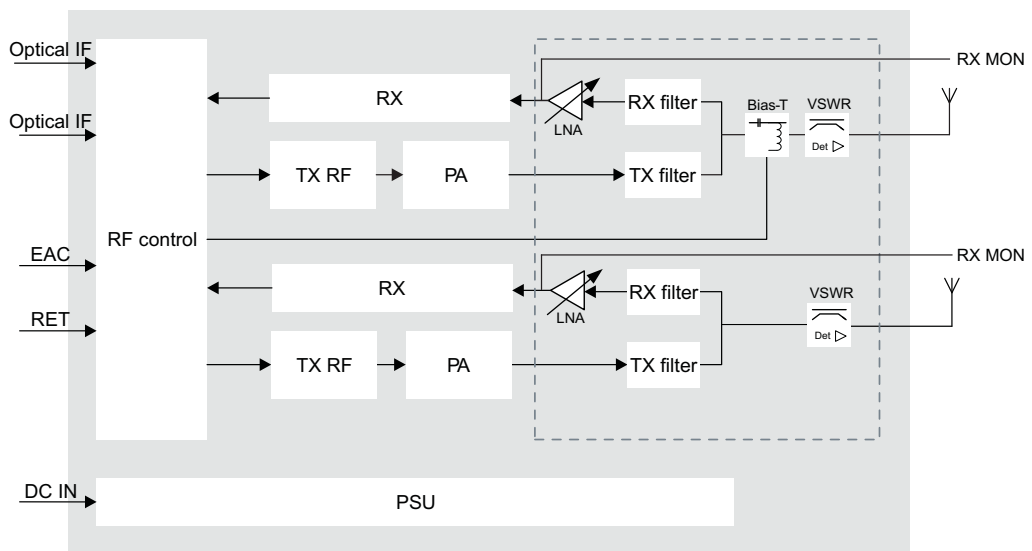 Optical IF
RX MON
RX
LNA
RX filter
Bias-T
VSWR
Det
Optical IF
TX RF
PA
TX filter
RF control
EAC
RX MON
RX
LNA
RX filter
VSWR
Det
RET
TX RF
PA
TX filter
DC IN
PSU